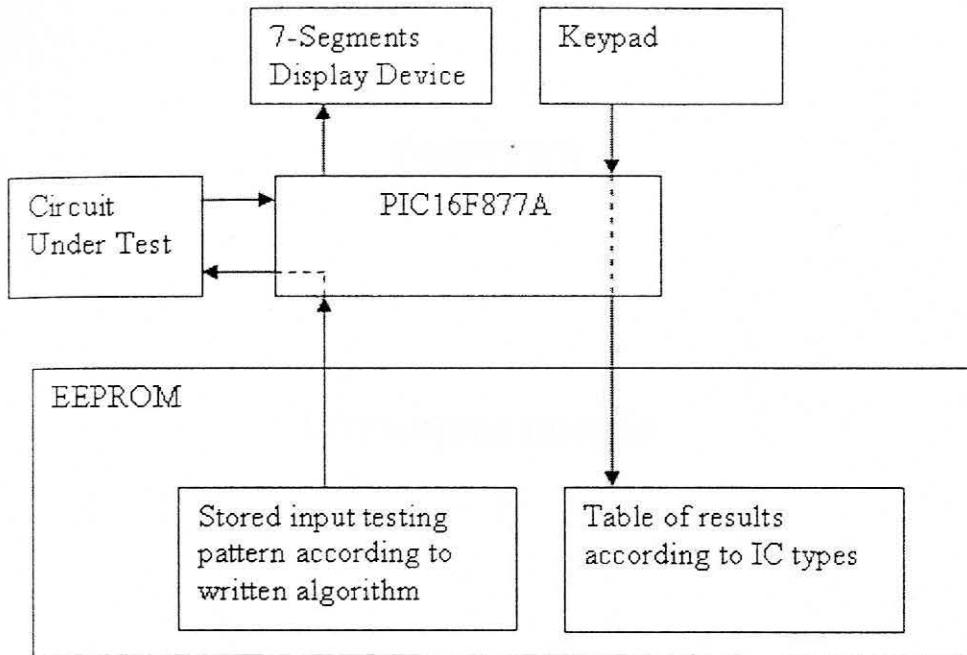 7-Segments
Display Device
Keypad
Circuit
Under Test
PIC16F877A
EEPROM
Stored input testing
pattern according to
written algorithm
Table of results
according to IC types